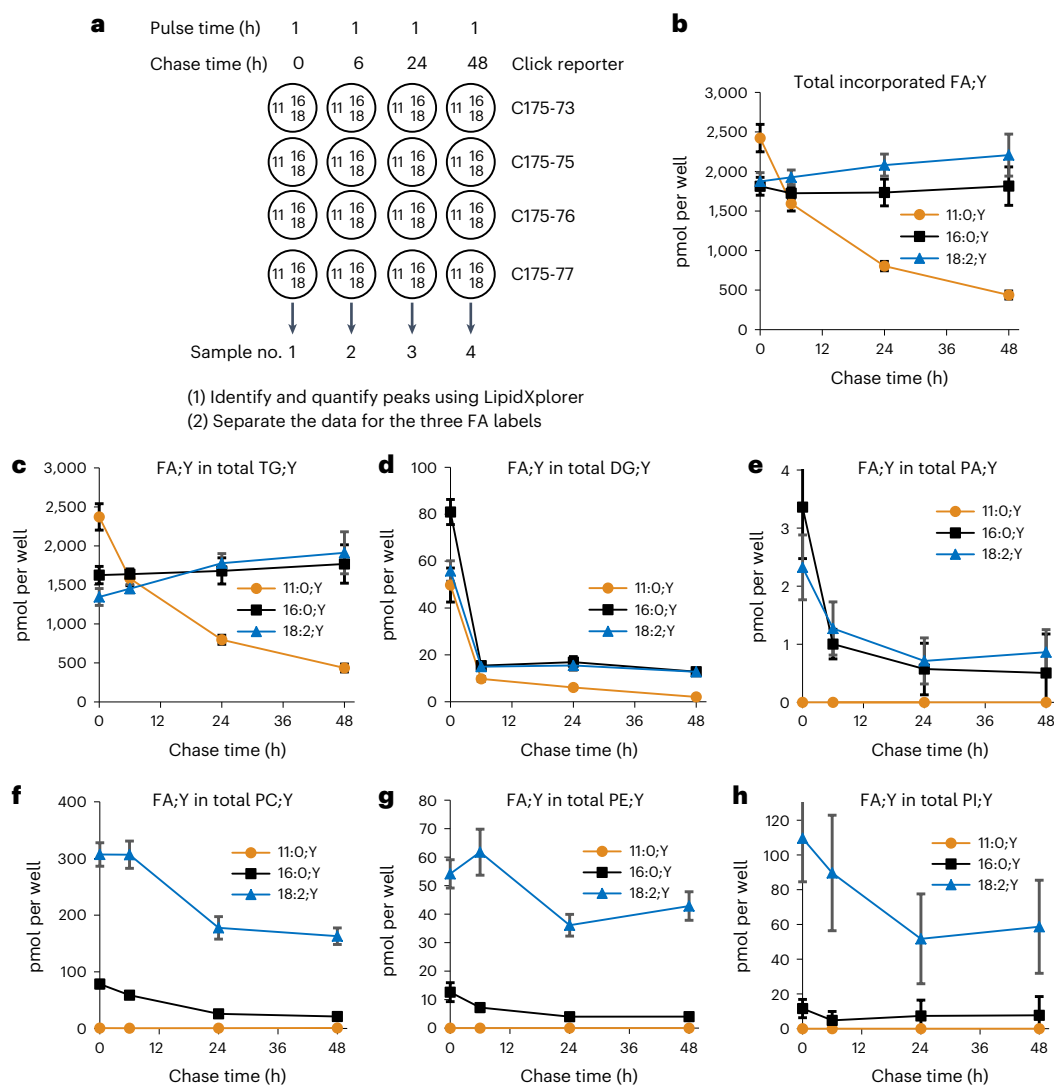 a
Pulse time (h) 1 1 1 1
Chase time (h) 0 6 24 48 Click reporter
11 16 18 11 16 18 11 16 18 11 16 18 C175-73
11 16 18 11 16 18 11 16 18 11 16 18 C175-75
11 16 18 11 16 18 11 16 18 11 16 18 C175-76
11 16 18 11 16 18 11 16 18 11 16 18 C175-77
Sample no. 1 2 3 4
(1) Identify and quantify peaks using LipidXplorer
(2) Separate the data for the three FA labels
b
Total incorporated FA;Y
3,000
2,500
2,000
1,500
1,000
500
0
pmol per well
11:0;Y
16:0;Y
18:2;Y
0 12 24 36 48
Chase time (h)
c
FA;Y in total TG;Y
3,000
2,500
2,000
1,500
1,000
500
0
pmol per well
11:0;Y
16:0;Y
18:2;Y
0 12 24 36 48
Chase time (h)
d
FA;Y in total DG;Y
100
80
60
40
20
0
pmol per well
11:0;Y
16:0;Y
18:2;Y
0 12 24 36 48
Chase time (h)
e
FA;Y in total PA;Y
4
3
2
1
0
pmol per well
11:0;Y
16:0;Y
18:2;Y
0 12 24 36 48
Chase time (h)
f
FA;Y in total PC;Y
400
300
200
100
0
pmol per well
11:0;Y
16:0;Y
18:2;Y
0 12 24 36 48
Chase time (h)
g
FA;Y in total PE;Y
80
70
60
50
40
30
20
10
0
pmol per well
11:0;Y
16:0;Y
18:2;Y
0 12 24 36 48
Chase time (h)
h
FA;Y in total PI;Y
120
100
80
60
40
20
0
pmol per well
11:0;Y
16:0;Y
18:2;Y
0 12 24 36 48
Chase time (h)